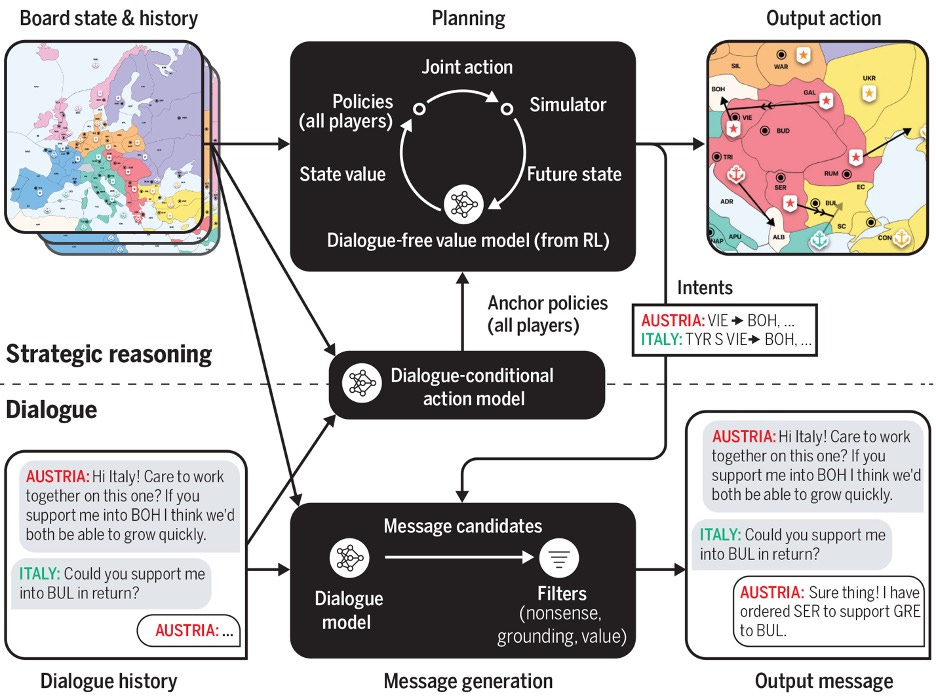 Board state & history
Planning
Output action
Joint action
Policies
(all players)
Simulator
State value
Future state
Dialogue-free value model (from RL)
SIL
WAR
UKR
BOH
GAL
VIE
BUD
TRI
RUM
SER
EC
ADR
BUL
SC
NAP
APU
ALB
CON
Anchor policies
(all players)
Intents
AUSTRIA: VIE → BOH, ...
ITALY: TYR S VIE → BOH, ...
Strategic reasoning
Dialogue-conditional
action model
Dialogue
AUSTRIA: Hi Italy! Care to work
together on this one? If you
support me into BOH I think we'd
both be able to grow quickly.
ITALY: Could you support me
into BUL in return?
AUSTRIA: ...
Message candidates
Dialogue
model
Filters
(nonsense,
grounding, value)
AUSTRIA: Hi Italy! Care to work
together on this one? If you
support me into BOH I think we'd
both be able to grow quickly.
ITALY: Could you support me
into BUL in return?
AUSTRIA: Sure thing! I have
ordered SER to support GRE
to BUL.
Dialogue history
Message generation
Output message